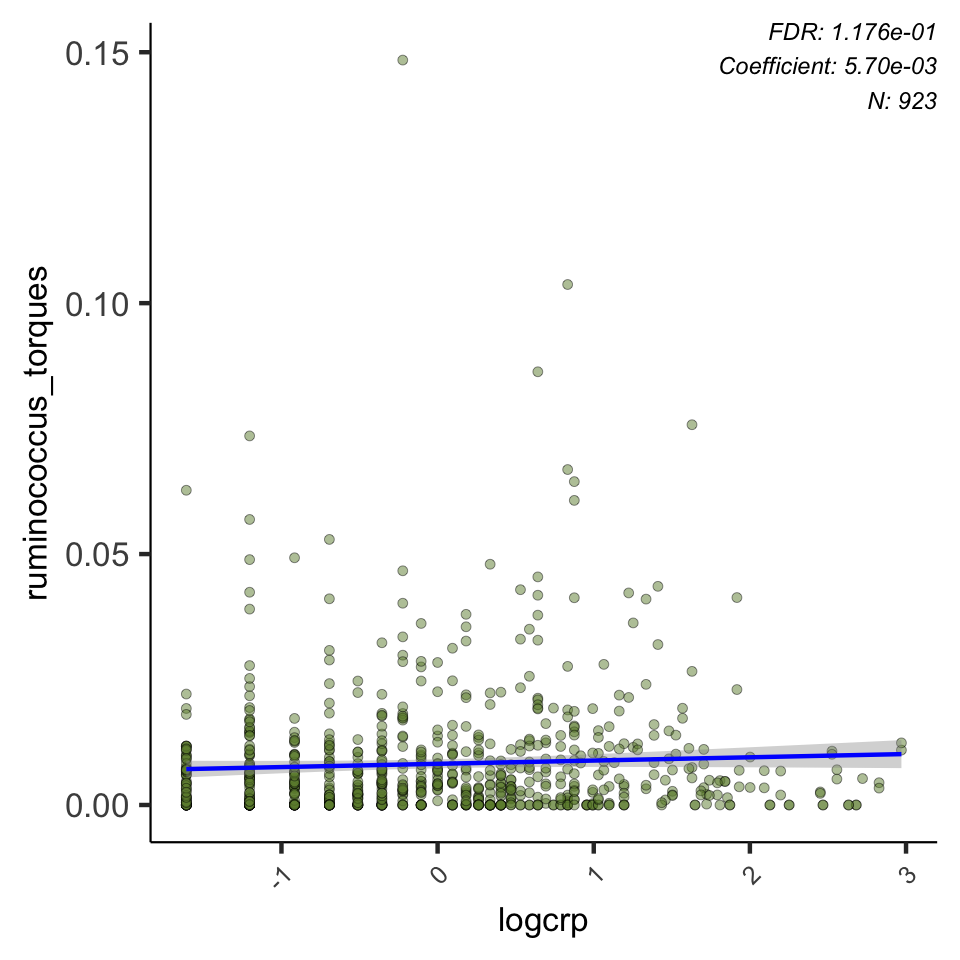 FDR: 1.176e-01
Coefficient: 5.70e-03
N: 923
0.15
0.10
0.05
0.00
ruminococcus_torques
-1
0
1
2
3
logcrp